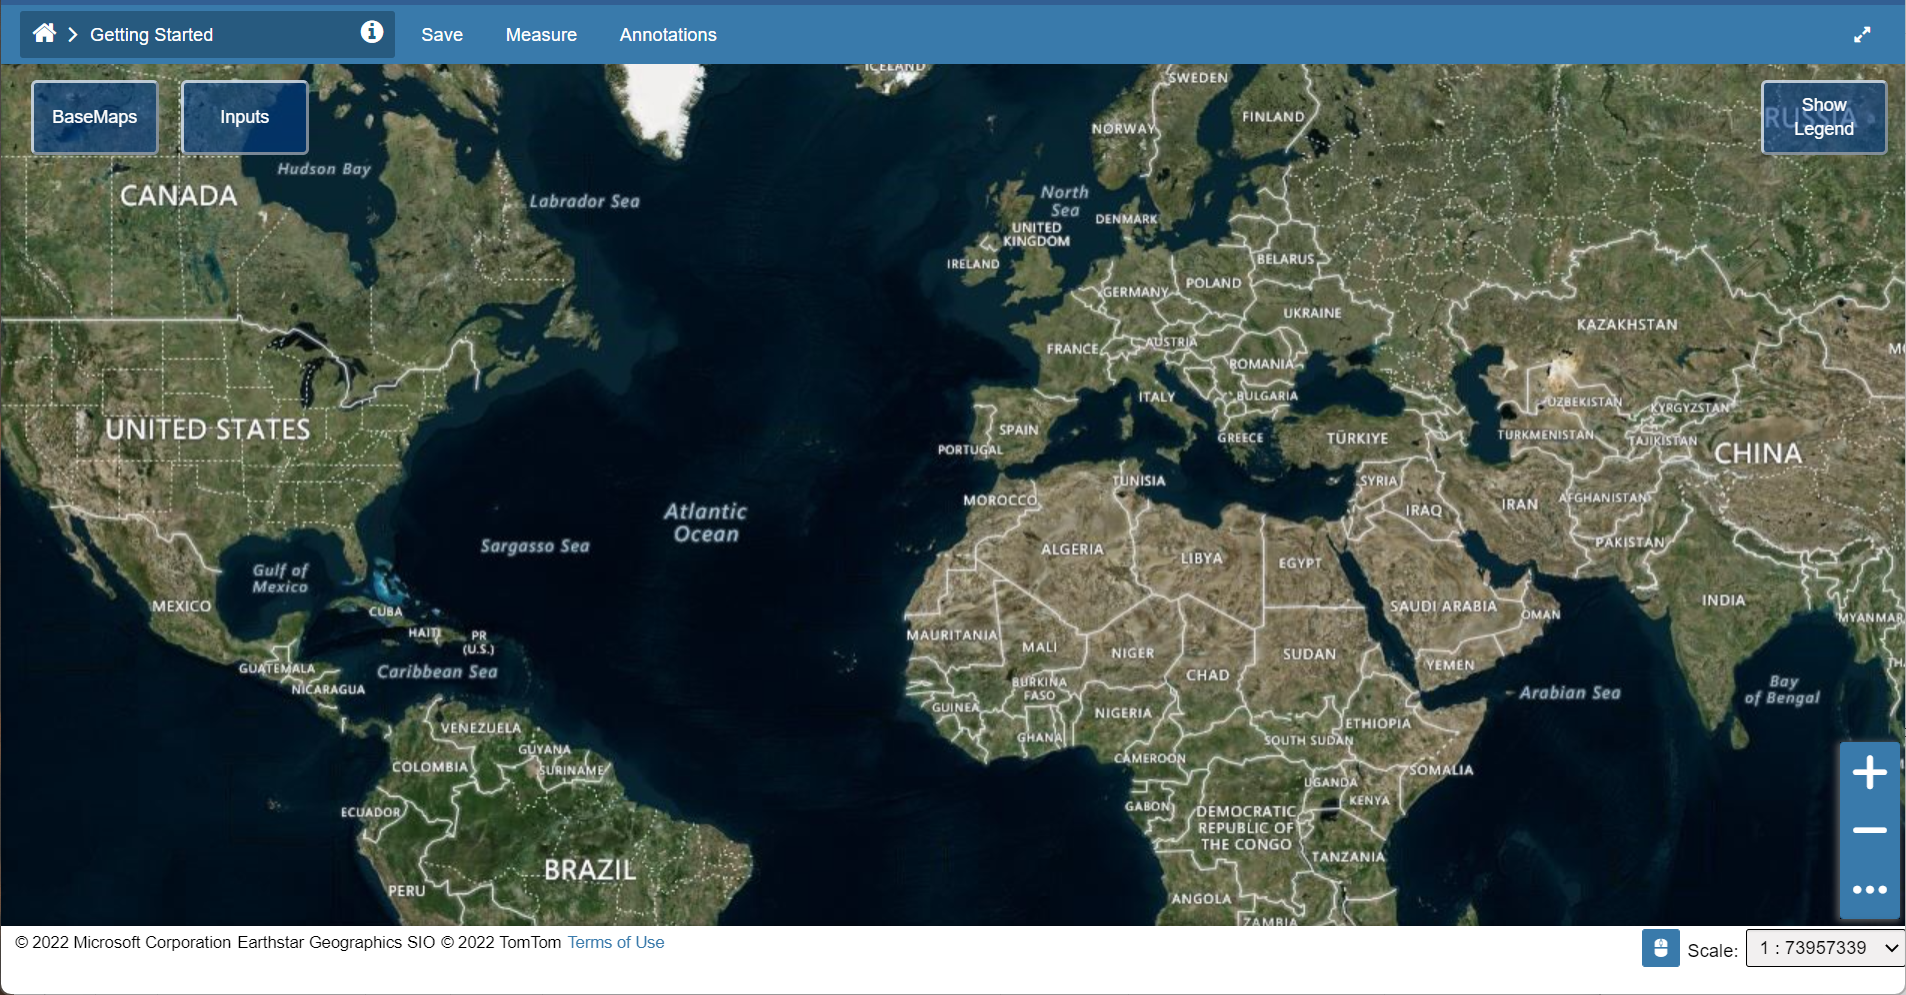 Getting Started
Save
Measure
Annotations
BaseMaps
Inputs
Show
Legend
RUSSIA
ICELAND
SWEDEN
NORWAY
FINLAND
Hudson Bay
CANADA
Labrador Sea
North
Sea
DENMARK
UNITED
KINGDOM
IRELAND
BELARUS
GERMANY
POLAND
UKRAINE
KAZAKHSTAN
FRANCE
AUSTRIA
ROMANIA
ITALY
BULGARIA
UZBEKISTAN
KYRGYZSTAN
UNITED STATES
SPAIN
PORTUGAL
GREECE
TÜRKIYE
TURKMENISTAN
TAJIKISTAN
CHINA
Atlantic
Ocean
MOROCCO
TUNISIA
SYRIA
IRAQ
IRAN
AFGHANISTAN
PAKISTAN
Sargasso Sea
ALGERIA
LIBYA
EGYPT
Gulf of
Mexico
MEXICO
CUBA
HAITI
PR
(U.S.)
SAUDI ARABIA
OMAN
INDIA
MYANMAR
MAURITANIA
MALI
NIGER
CHAD
SUDAN
YEMEN
GUATEMALA
Caribbean Sea
NICARAGUA
BURKINA
FASO
GUINEA
NIGERIA
Arabian Sea
Bay
of Bengal
VENEZUELA
GUYANA
COLOMBIA
SURINAME
GHANA
CAMEROON
SOUTH SUDAN
ETHIOPIA
SOMALIA
UGANDA
KENYA
ECUADOR
GABON
DEMOCRATIC
REPUBLIC OF
THE CONGO
TANZANIA
BRAZIL
PERU
ANGOLA
ZAMBIA
© 2022 Microsoft Corporation Earthstar Geographics SIO © 2022 TomTom Terms of Use
Scale:
1 : 73957339